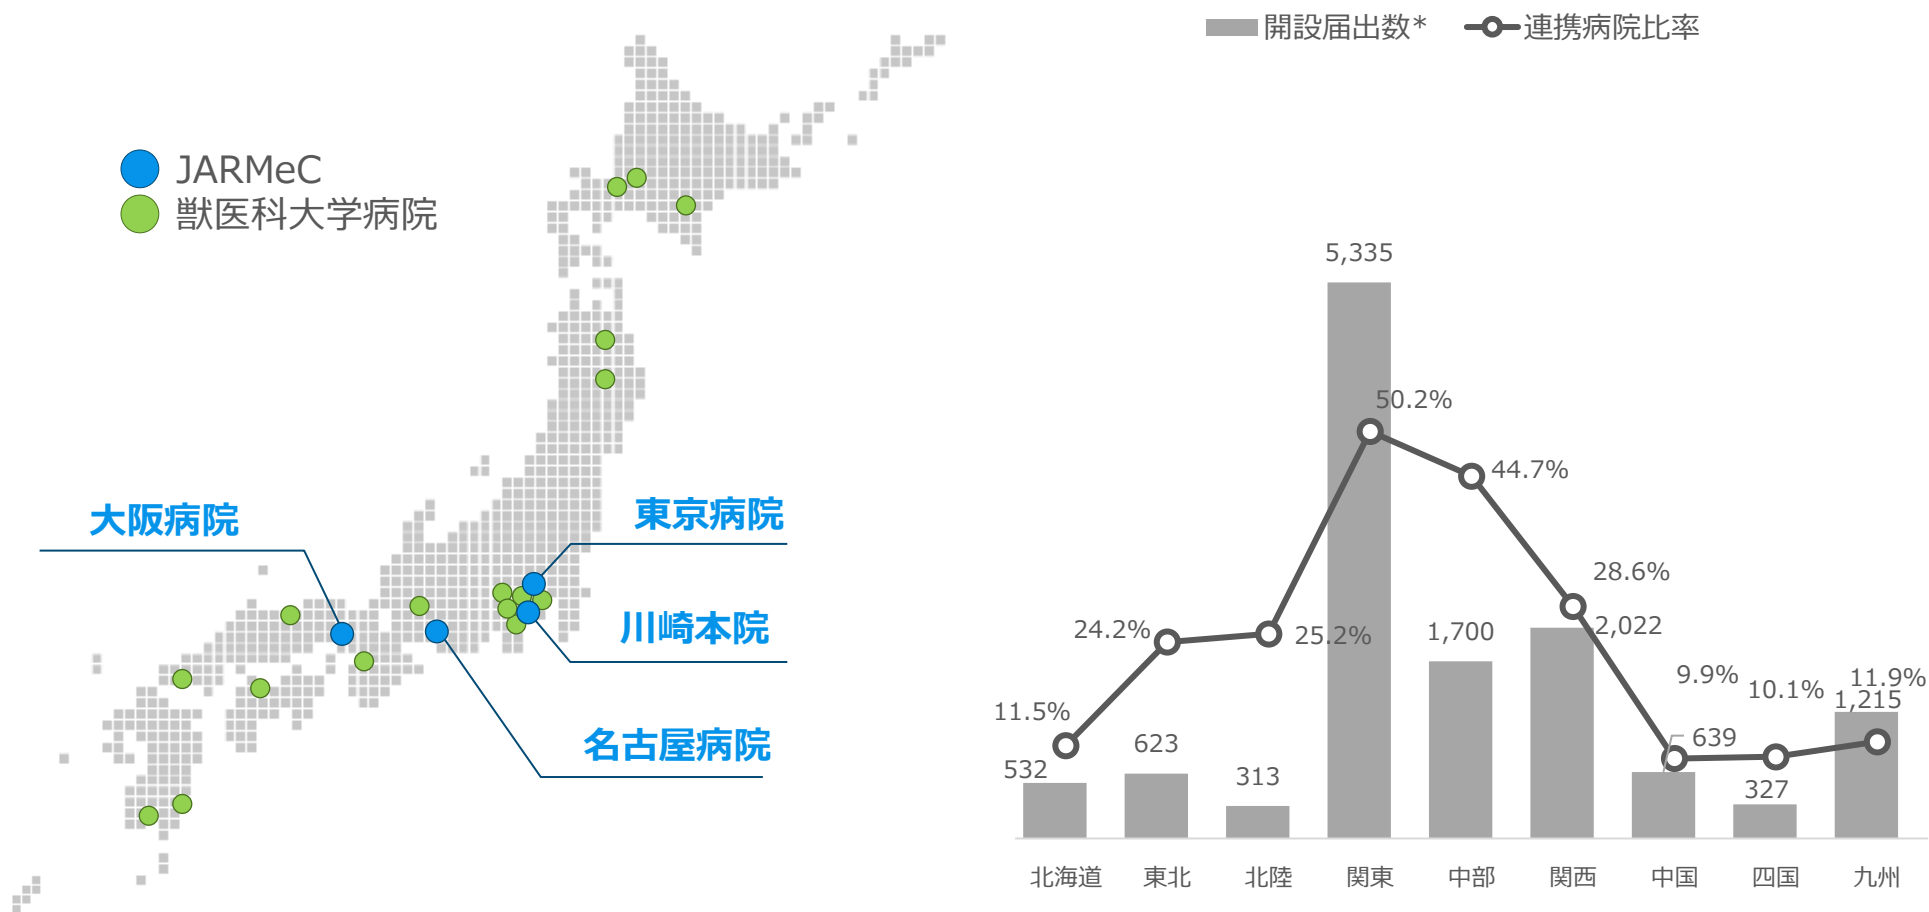 JARMeC
獣医科大学病院
大阪病院
東京病院
川崎本院
名古屋病院
開設届出数*
連携病院比率
5,335
50.2%
44.7%
28.6%
24.2%
25.2%
1,700
2,022
9.9%
10.1%
11.9%
1,215
11.5%
532
623
313
639
327
北海道
東北
北陸
関東
中部
関西
中国
四国
九州